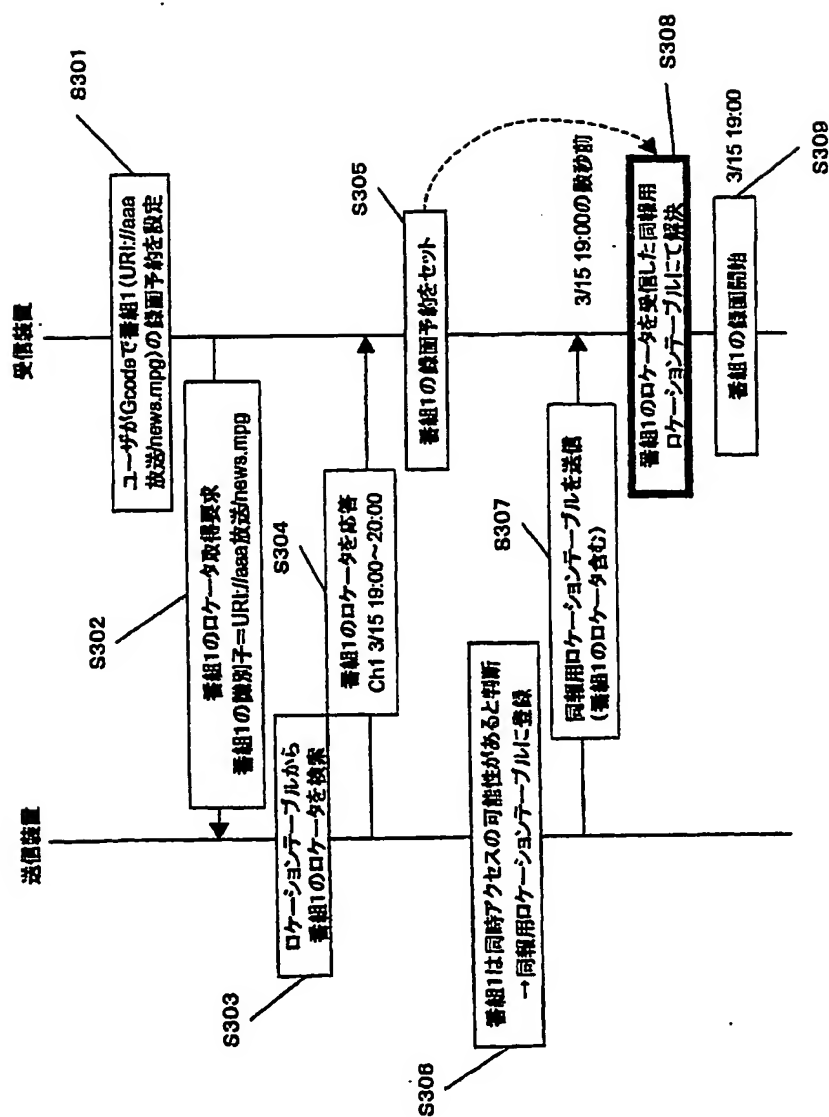 送信装置
受信装置
S301
ユーザがGcodeで番組1(URI://aaa
放送/news.mpg)の録画予約を設定
S302
番組1のロケータ取得要求
番組1の識別子=URI://aaa放送/news.mpg
S303
ロケーションテーブルから
番組1のロケータを検索
S304
番組1のロケータを応答
Ch1 3/15 19:00~20:00
S305
番組1の録画予約をセット
S306
番組1は同時アクセスの可能性があると判断
→同報用ロケーションテーブルに登録
S307
同報用ロケーションテーブルを送信
(番組1のロケータ含む)
3/15 19:00の数秒前
S308
番組1のロケータを受信した同報用
ロケーションテーブルにて解決
3/15 19:00
番組1の録画開始
S309